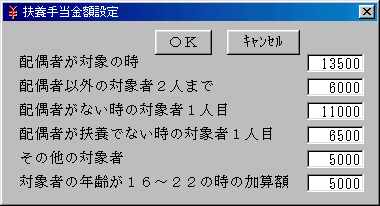 扶養手当金額設定
ＯＫ ｷｬﾝｾﾙ
配偶者が対象の時 13500
配偶者以外の対象者２人まで 6000
配偶者がない時の対象者１人目 11000
配偶者が扶養でない時の対象者１人目 6500
その他の対象者 5000
対象者の年齢が１６～２２の時の加算額 5000